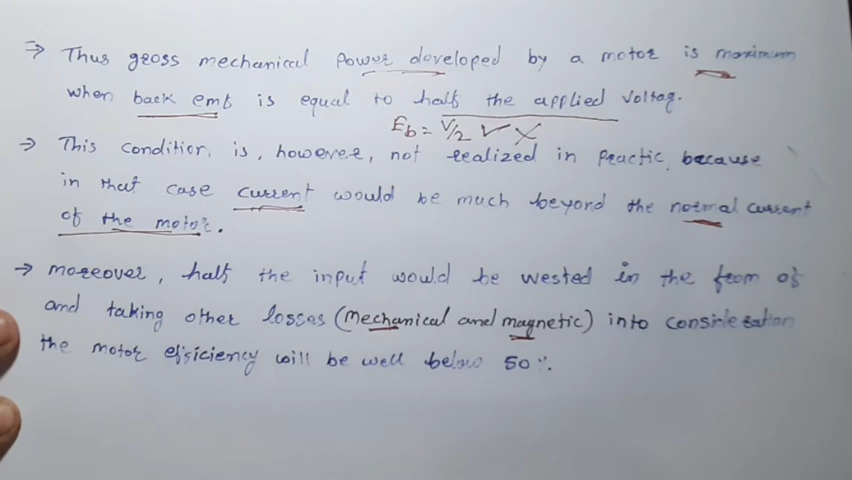 ⇒ Thus gross mechanical power developed by a motor is maximum
when back emf is equal to half the applied voltag.
Eb = V/2 ✓ ✗
→ This condition, is, however, not realized in practic, because
in that case current would be much beyond the normal current
of the motor.
→ moreover, half the input would be wested in the from of
and taking other losses (mechanical and magnetic) into consideration
the motor efsiciency will be well below 50 %.